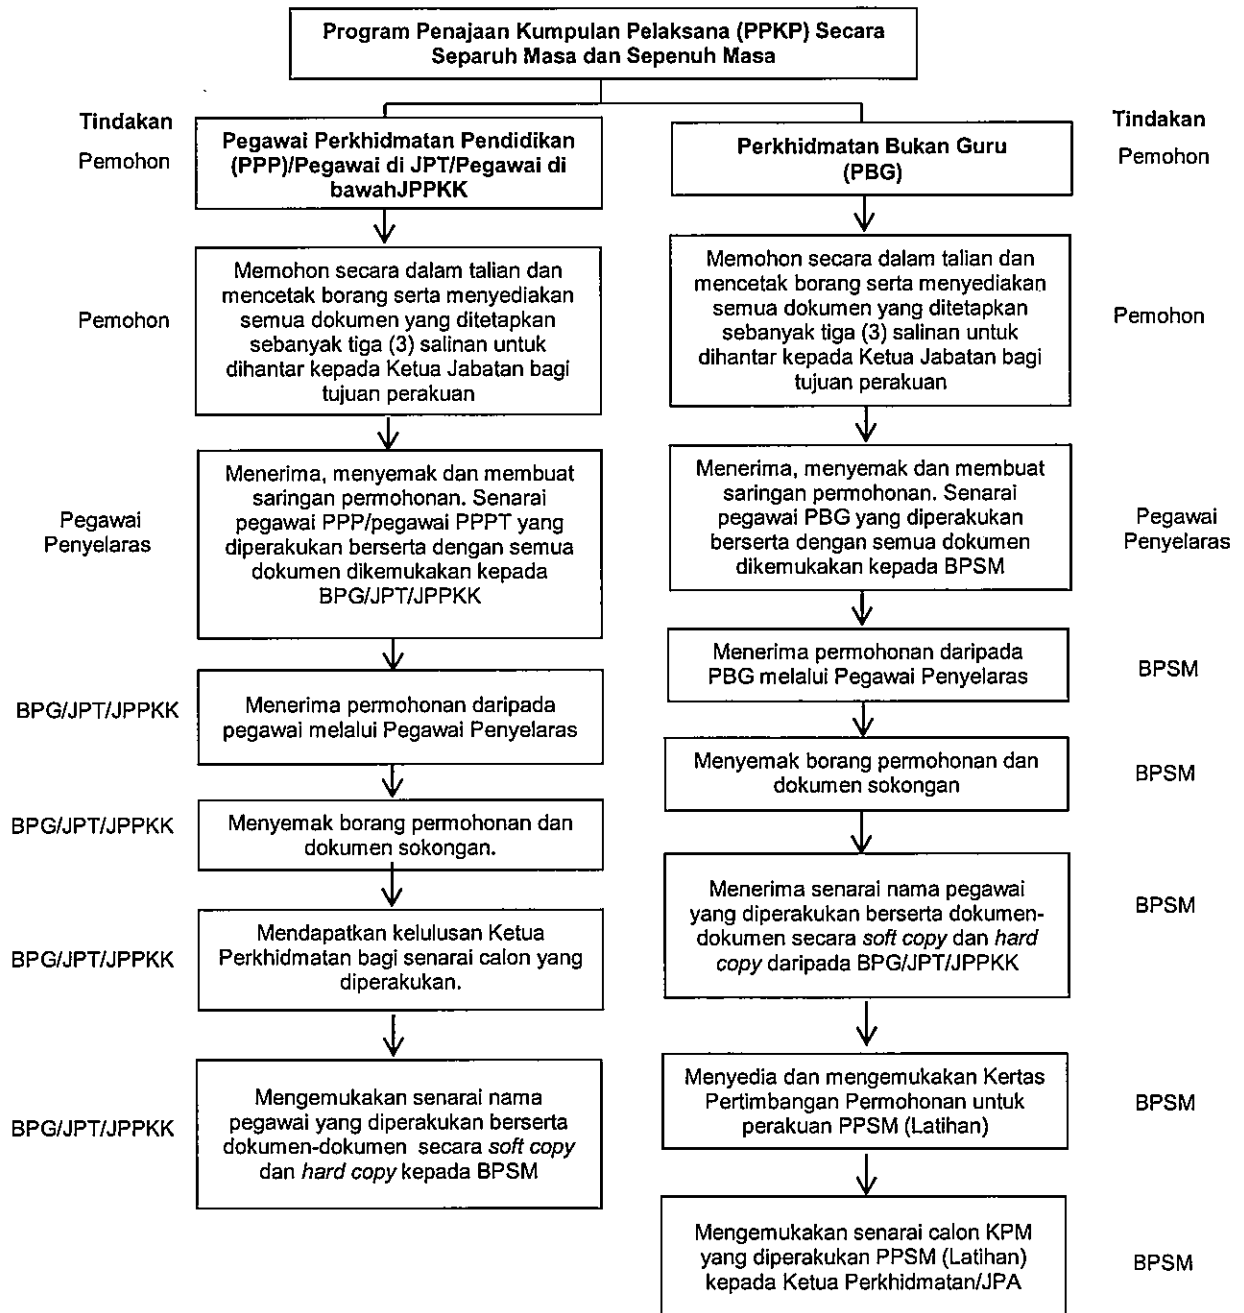 Program Penajaan Kumpulan Pelaksana (PPKP) Secara
Separuh Masa dan Sepenuh Masa
Tindakan
Pemohon
Pegawai Perkhidmatan Pendidikan
(PPP)/Pegawai di JPT/Pegawai di
bawahJPPKK
Perkhidmatan Bukan Guru
(PBG)
Tindakan
Pemohon
Pemohon
Memohon secara dalam talian dan
mencetak borang serta menyediakan
semua dokumen yang ditetapkan
sebanyak tiga (3) salinan untuk
dihantar kepada Ketua Jabatan bagi
tujuan perakuan
Memohon secara dalam talian dan
mencetak borang serta menyediakan
semua dokumen yang ditetapkan
sebanyak tiga (3) salinan untuk
dihantar kepada Ketua Jabatan bagi
tujuan perakuan
Pemohon
Pegawai
Penyelaras
Menerima, menyemak dan membuat
saringan permohonan. Senarai
pegawai PPP/pegawai PPPT yang
diperakukan berserta dengan semua
dokumen dikemukakan kepada
BPG/JPT/JPPKK
Menerima, menyemak dan membuat
saringan permohonan. Senarai
pegawai PBG yang diperakukan
berserta dengan semua dokumen
dikemukakan kepada BPSM
Pegawai
Penyelaras
BPG/JPT/JPPKK
Menerima permohonan daripada
pegawai melalui Pegawai Penyelaras
Menerima permohonan daripada
PBG melalui Pegawai Penyelaras
BPSM
BPG/JPT/JPPKK
Menyemak borang permohonan dan
dokumen sokongan.
Menyemak borang permohonan dan
dokumen sokongan
BPSM
BPG/JPT/JPPKK
Mendapatkan kelulusan Ketua
Perkhidmatan bagi senarai calon yang
diperakukan.
Menerima senarai nama pegawai
yang diperakukan berserta dokumen-
dokumen secara soft copy dan hard
copy daripada BPG/JPT/JPPKK
BPSM
BPG/JPT/JPPKK
Mengemukakan senarai nama
pegawai yang diperakukan berserta
dokumen-dokumen secara soft copy
dan hard copy kepada BPSM
Menyedia dan mengemukakan Kertas
Pertimbangan Permohonan untuk
perakuan PPSM (Latihan)
BPSM
Mengemukakan senarai calon KPM
yang diperakukan PPSM (Latihan)
kepada Ketua Perkhidmatan/JPA
BPSM